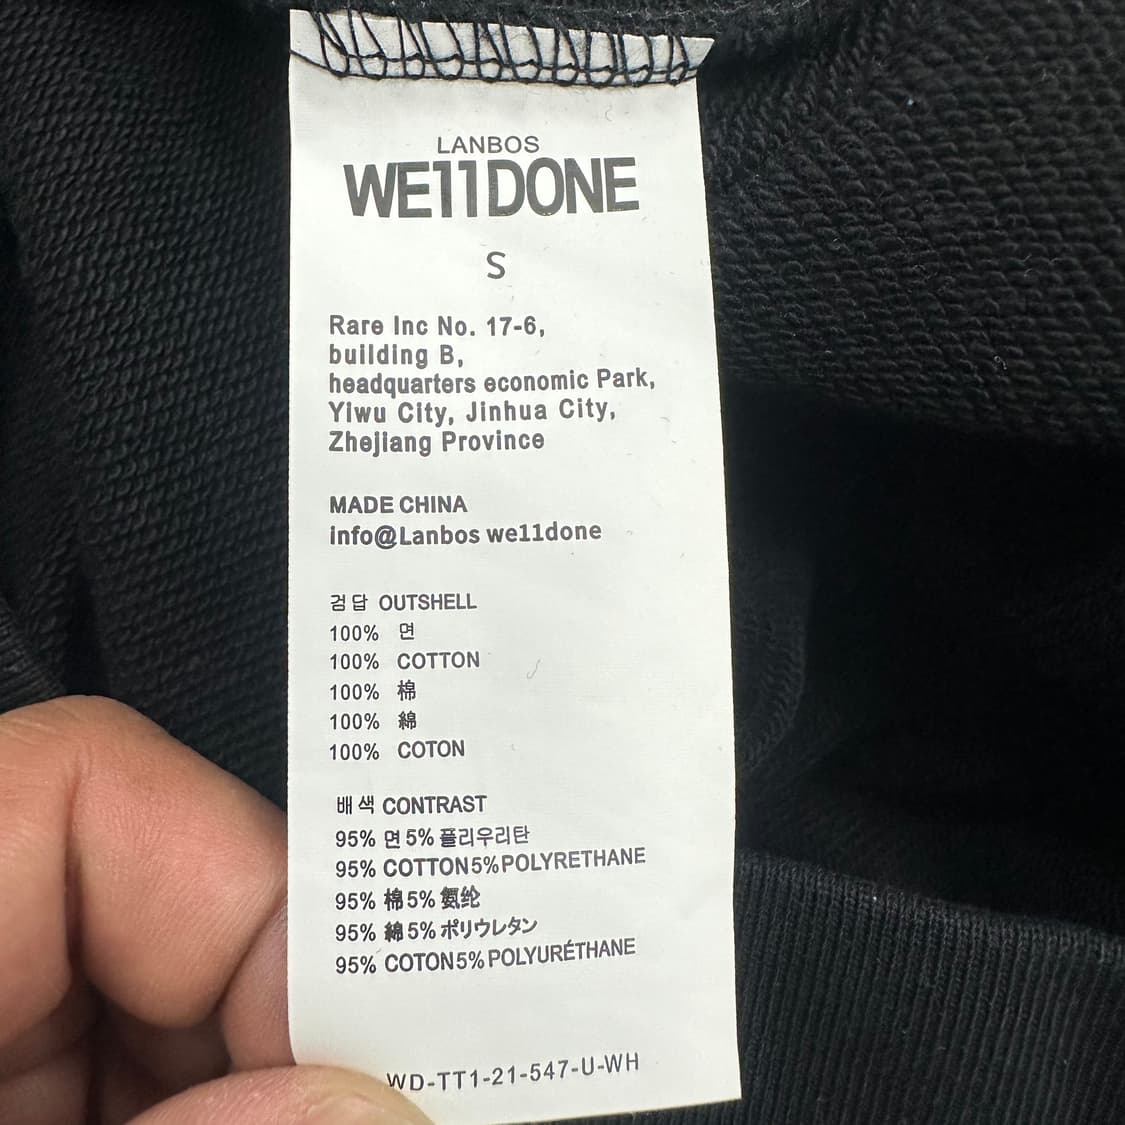 LANBOS
WE11DONE
S
Rare Inc No. 17-6,
building B,
headquarters economic Park,
Yiwu City, Jinhua City,
Zhejiang Province
MADE CHINA
info@Lanbos we11done
검답 OUTSHELL
100% 면
100% COTTON
100% 棉
100% 綿
100% COTON
배색 CONTRAST
95% 면 5% 플리우리탄
95% COTTON 5% POLYRETHANE
95% 棉 5% 氨纶
95% 綿 5% ポリウレタン
95% COTON 5% POLYURÉTHANE
WD-TT1-21-547-U-WH